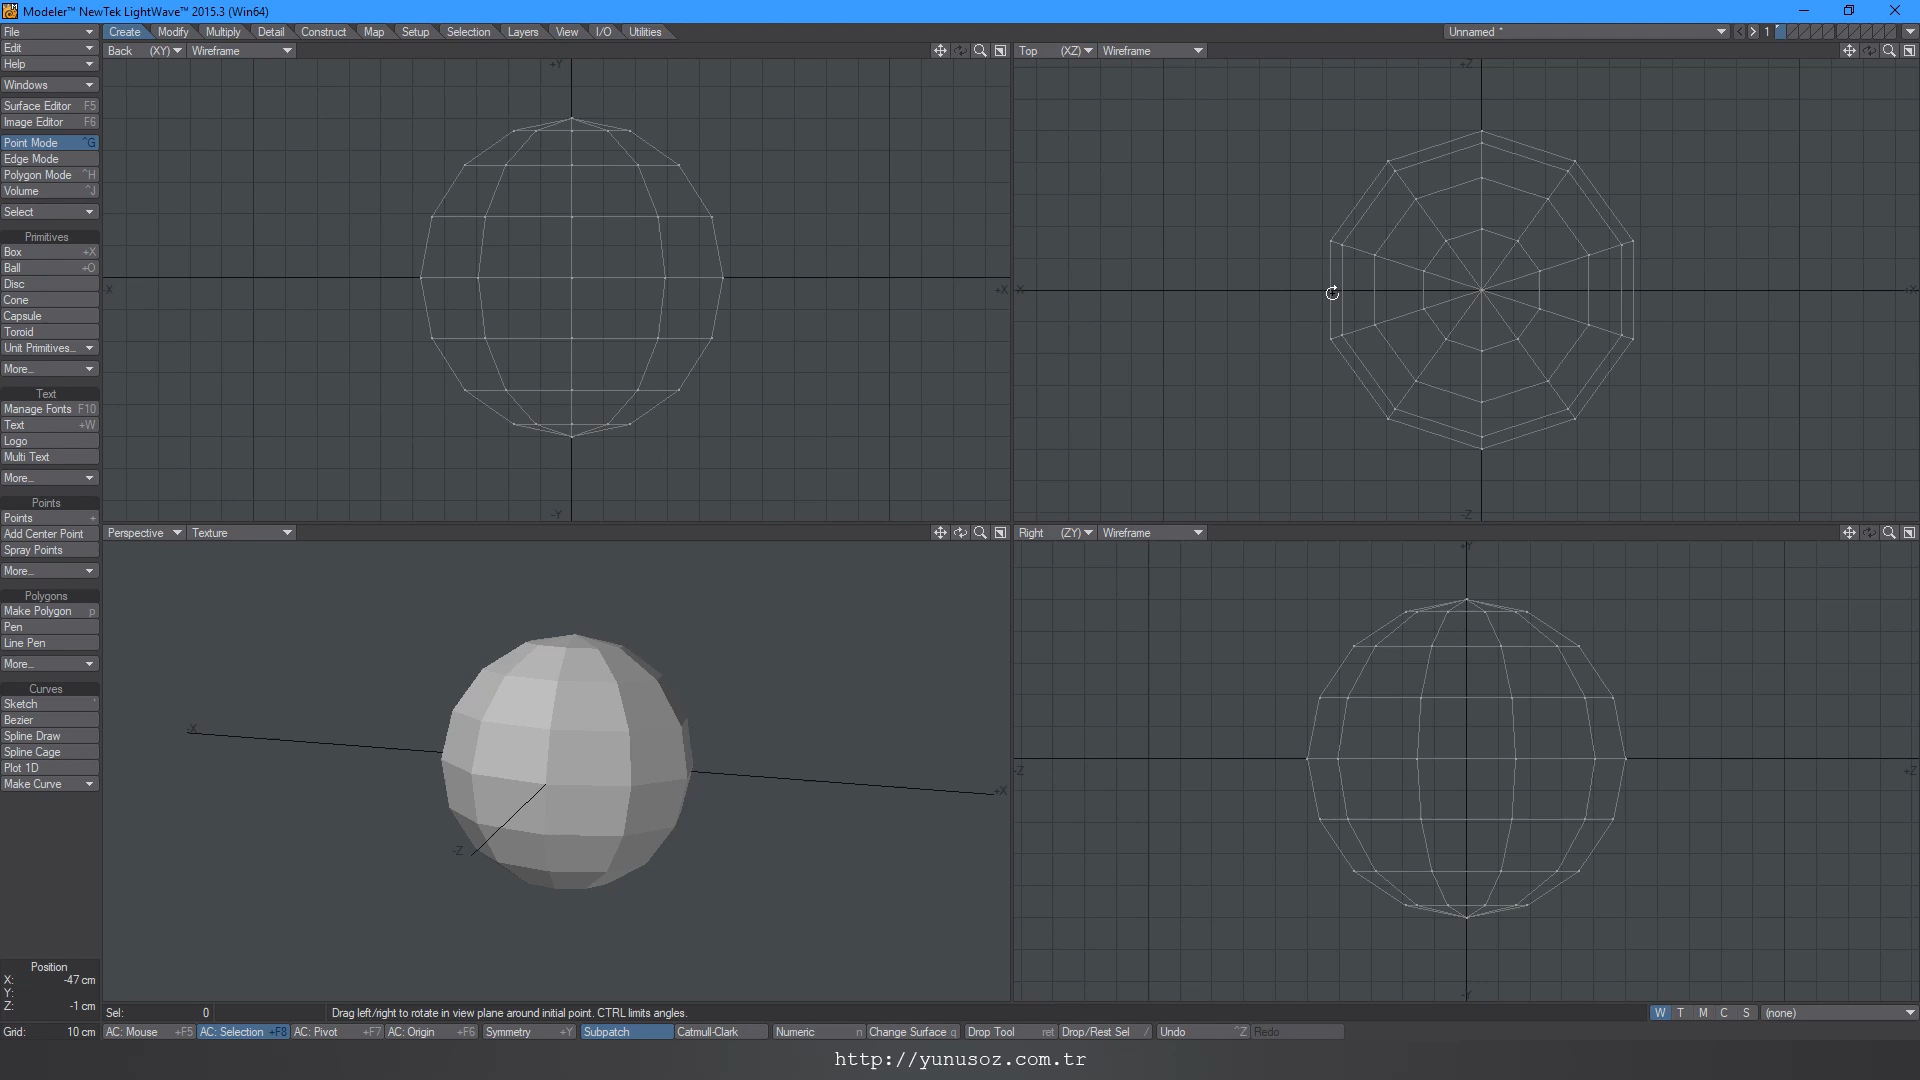 Modeler™ NewTek LightWave™ 2015.3 (Win64)
File
Create Modify Multiply Detail Construct Map Setup Selection Layers View I/O Utilities
Unnamed * 1
Edit
Help
Windows
Surface Editor F5
Image Editor F6
Point Mode ^G
Edge Mode
Polygon Mode ^H
Volume ^J
Select
Primitives
Box +X
Ball +O
Disc
Cone
Capsule
Toroid
Unit Primitives...
More...
Text
Manage Fonts F10
Text +W
Logo
Multi Text
More...
Points
Points +
Add Center Point
Spray Points
More...
Polygons
Make Polygon p
Pen
Line Pen
More...
Curves
Sketch
Bezier
Spline Draw
Spline Cage
Plot 1D
Make Curve
Position
X: -47 cm
Y:
Z: -1 cm
Grid: 10 cm
Back (XY) Wireframe
+Y
-X
+X
-Y
Top (XZ) Wireframe
+Z
-X
+X
-Z
Perspective Texture
-X
+X
-Z
Right (ZY) Wireframe
+Y
-Z
+Z
-Y
Sel: 0 Drag left/right to rotate in view plane around initial point. CTRL limits angles.
W T M C S (none)
AC: Mouse +F5 AC: Selection +F8 AC: Pivot +F7 AC: Origin +F6 Symmetry +Y Subpatch Catmull-Clark Numeric n Change Surface q Drop Tool ret Drop/Rest Sel / Undo ^Z Redo
http://yunusoz.com.tr